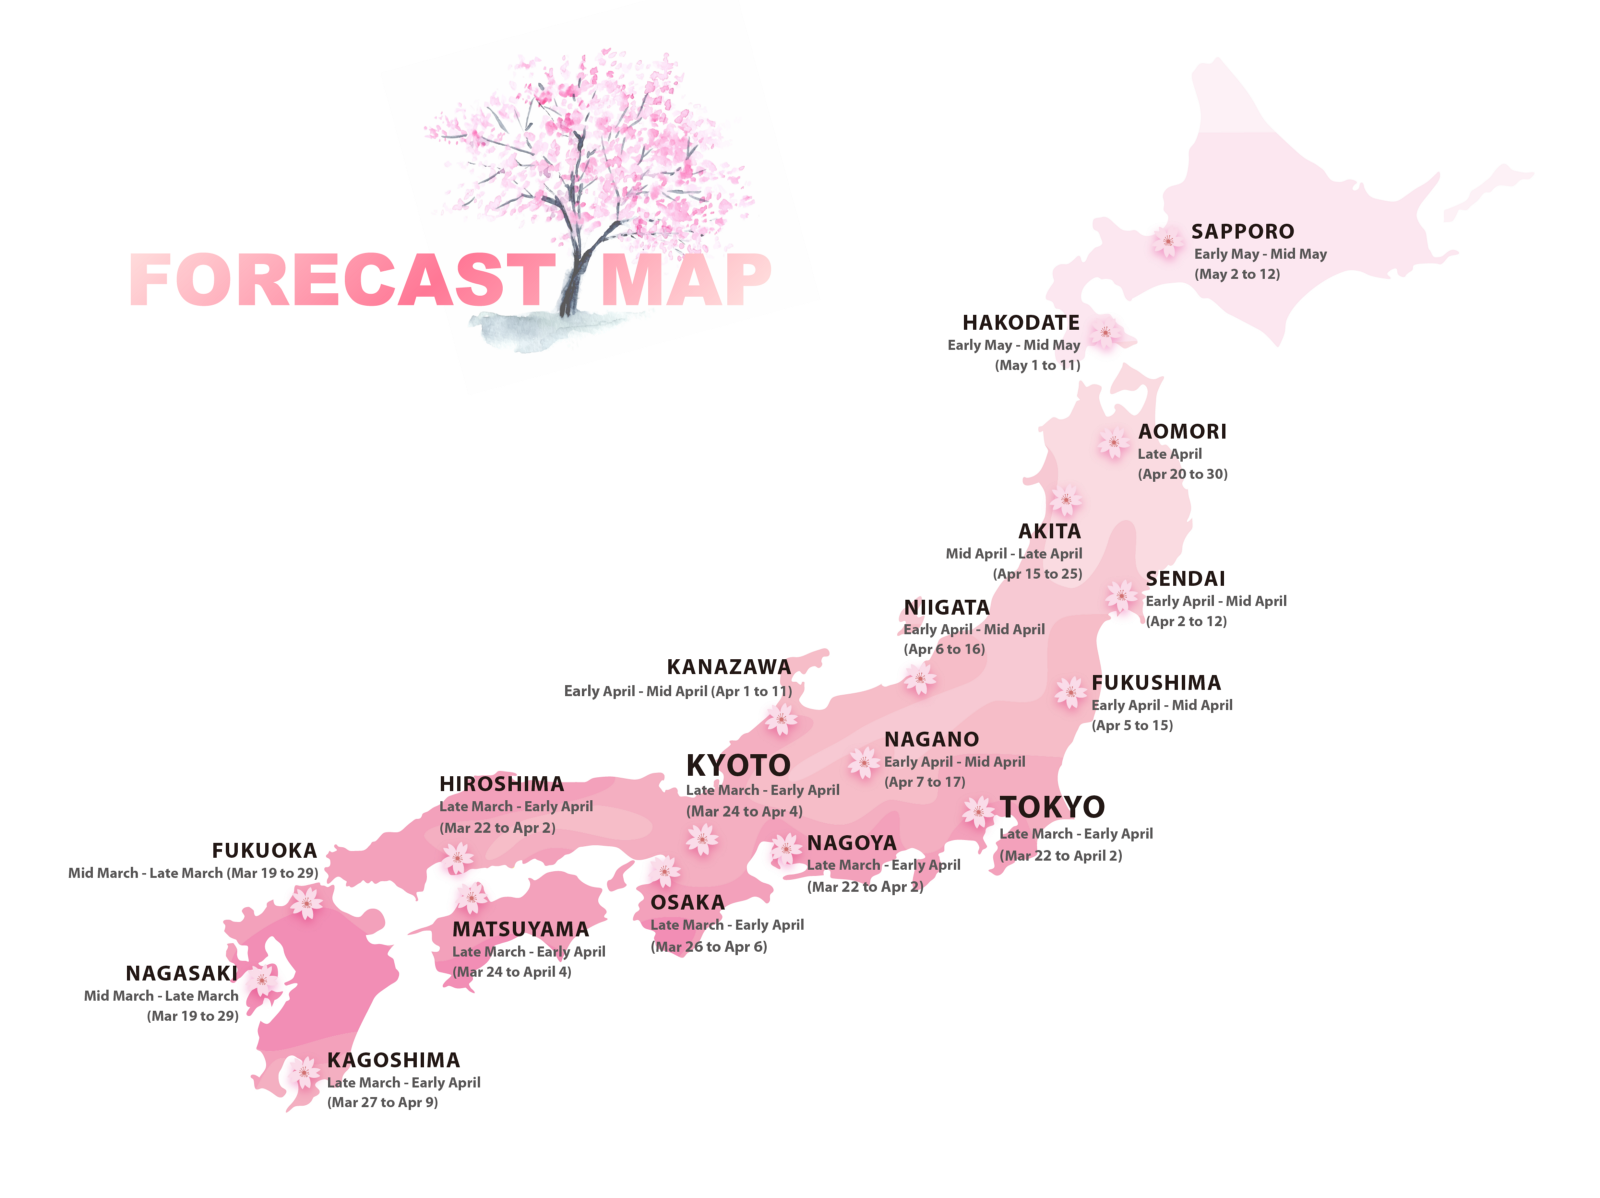 FORECAST MAP
SAPPORO
Early May - Mid May
(May 2 to 12)
HAKODATE
Early May - Mid May
(May 1 to 11)
AOMORI
Late April
(Apr 20 to 30)
AKITA
Mid April - Late April
(Apr 15 to 25)
SENDAI
Early April - Mid April
(Apr 2 to 12)
NIIGATA
Early April - Mid April
(Apr 6 to 16)
KANAZAWA
Early April - Mid April (Apr 1 to 11)
FUKUSHIMA
Early April - Mid April
(Apr 5 to 15)
NAGANO
Early April - Mid April
(Apr 7 to 17)
KYOTO
Late March - Early April
(Mar 24 to Apr 4)
HIROSHIMA
Late March - Early April
(Mar 22 to Apr 2)
TOKYO
Late March - Early April
(Mar 22 to April 2)
NAGOYA
Late March - Early April
(Mar 22 to Apr 2)
FUKUOKA
Mid March - Late March (Mar 19 to 29)
OSAKA
Late March - Early April
(Mar 26 to Apr 6)
MATSUYAMA
Late March - Early April
(Mar 24 to April 4)
NAGASAKI
Mid March - Late March
(Mar 19 to 29)
KAGOSHIMA
Late March - Early April
(Mar 27 to Apr 9)